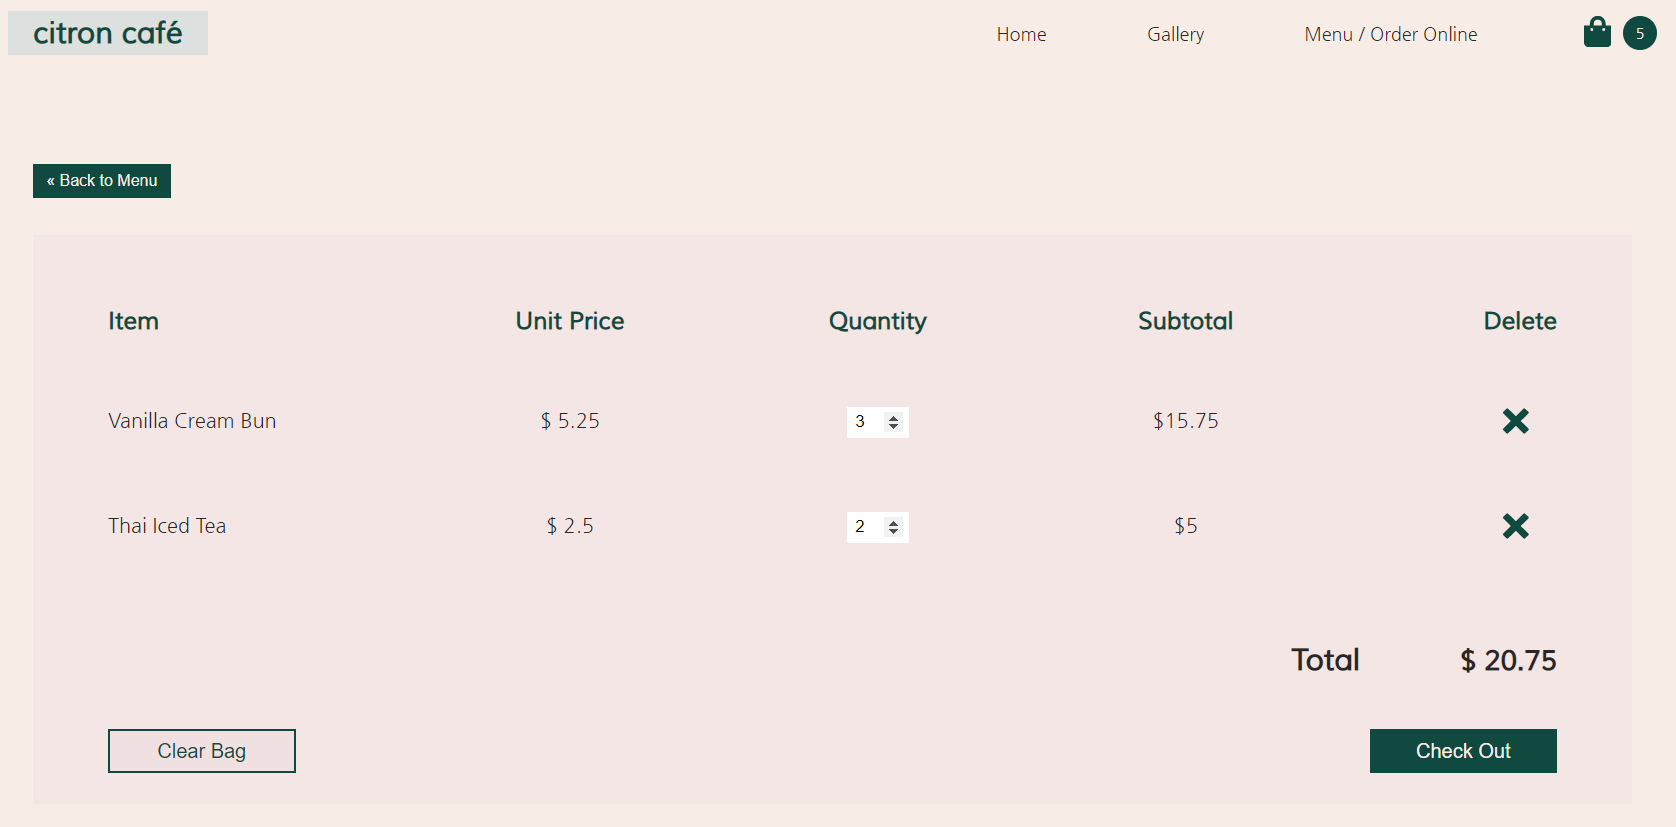 citron café
Home Gallery Menu / Order Online 5
« Back to Menu
Item Unit Price Quantity Subtotal Delete
Vanilla Cream Bun $ 5.25 3 $15.75
Thai Iced Tea $ 2.5 2 $5
Total $ 20.75
Clear Bag Check Out